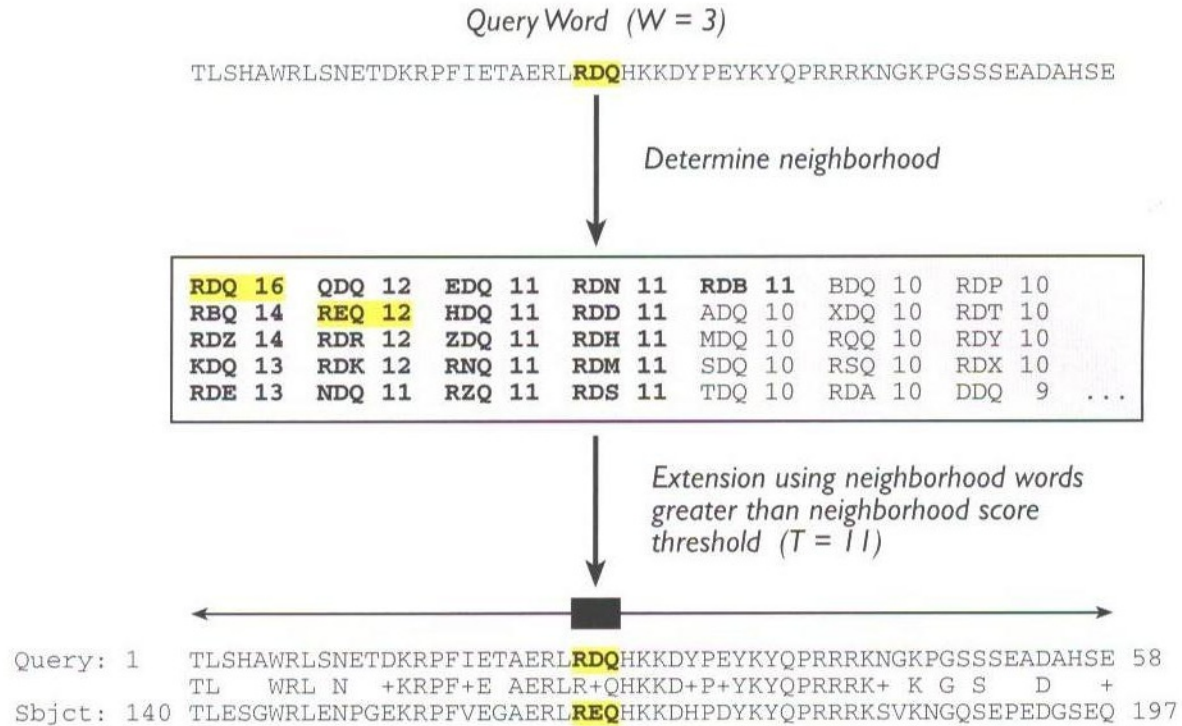 Query Word (W = 3)
TLSHAWRLSNETDKRPFIETAERLRDQHKKDYPEYKYQPRRRKNGKPGSSSEADAHSE
Determine neighborhood
RDQ 16 QDQ 12 EDQ 11 RDN 11 RDB 11 BDQ 10 RDP 10
RBQ 14 REQ 12 HDQ 11 RDD 11 ADQ 10 XDQ 10 RDT 10
RDZ 14 RDR 12 ZDQ 11 RDH 11 MDQ 10 RQQ 10 RDY 10
KDQ 13 RDK 12 RNQ 11 RDM 11 SDQ 10 RSQ 10 RDX 10
RDE 13 NDQ 11 RZQ 11 RDS 11 TDQ 10 RDA 10 DDQ 9 ...
Extension using neighborhood words
greater than neighborhood score
threshold (T = 11)
Query: 1 TLSHAWRLSNETDKRPFIETAERLRDQHKKDYPEYKYQPRRRKNGKPGSSSEADAHSE 58
TL WRL N +KRPF+E AERLR+QHKKD+P+YKYQPRRRK+ K G S D +
Sbjct: 140 TLESGWRLENPGEKRPFVEGAERLREQHKKDHPDYKYQPRRRKSVKNGQSEPEDGSEQ 197